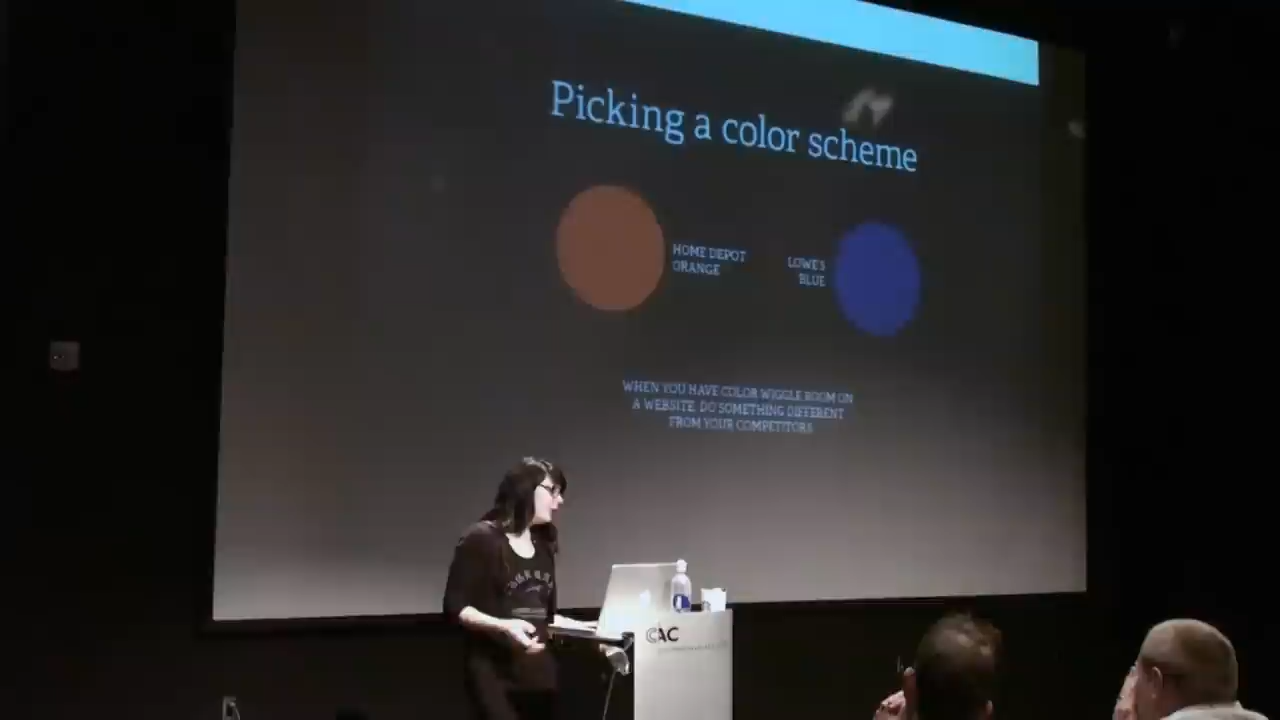 Picking a color scheme
HOME DEPOT
ORANGE
LOWE'S
BLUE
WHEN YOU HAVE COLOR WIGGLE ROOM ON
A WEBSITE, DO SOMETHING DIFFERENT
FROM YOUR COMPETITORS
CAC